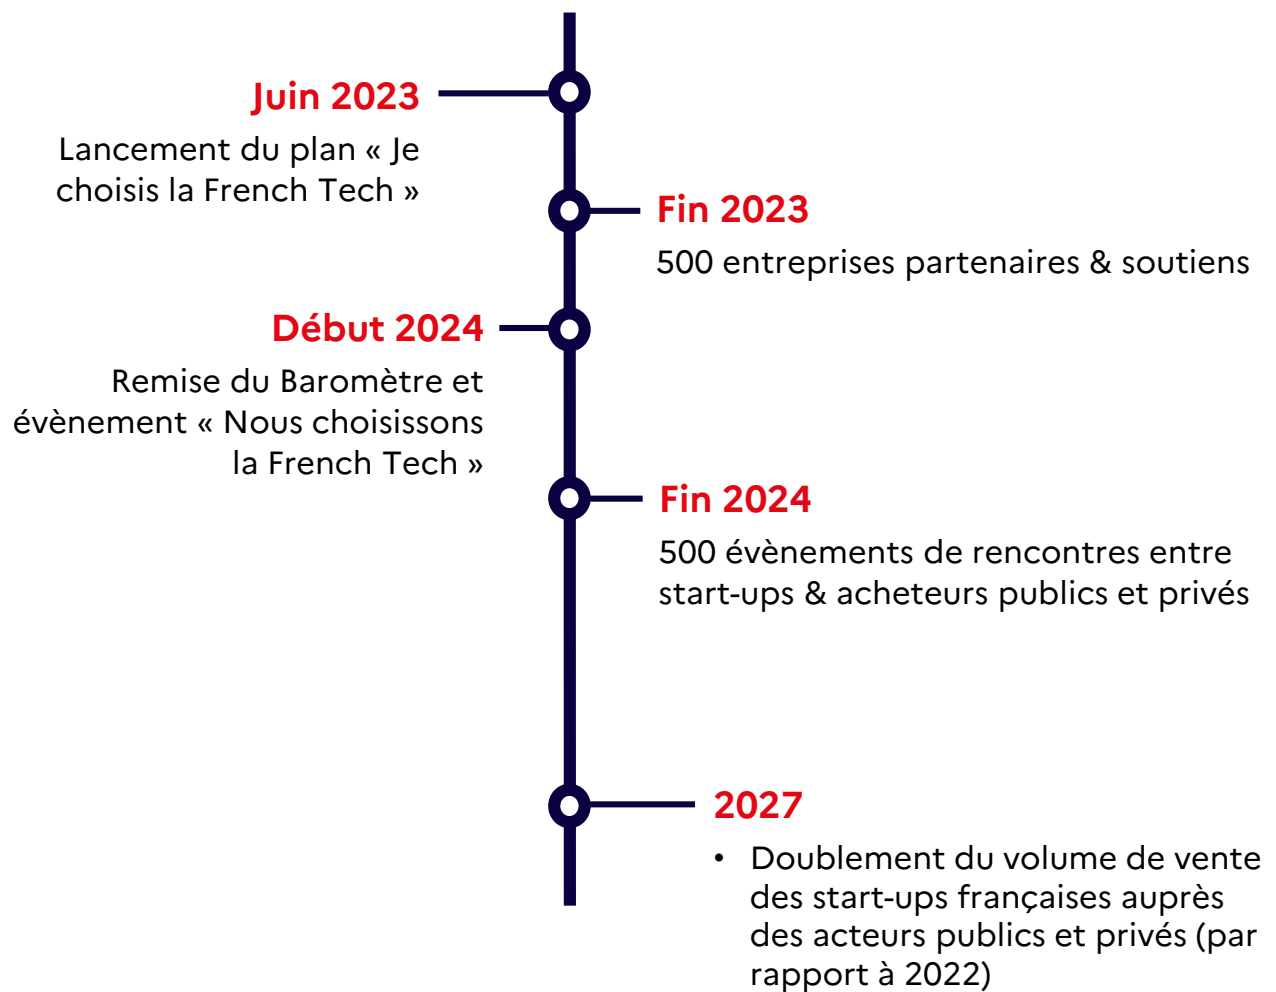 Juin 2023
Lancement du plan « Je
choisis la French Tech »
Fin 2023
500 entreprises partenaires & soutiens
Début 2024
Remise du Baromètre et
évènement « Nous choisissons
la French Tech »
Fin 2024
500 évènements de rencontres entre
start-ups & acheteurs publics et privés
2027
• Doublement du volume de vente
des start-ups françaises auprès
des acteurs publics et privés (par
rapport à 2022)